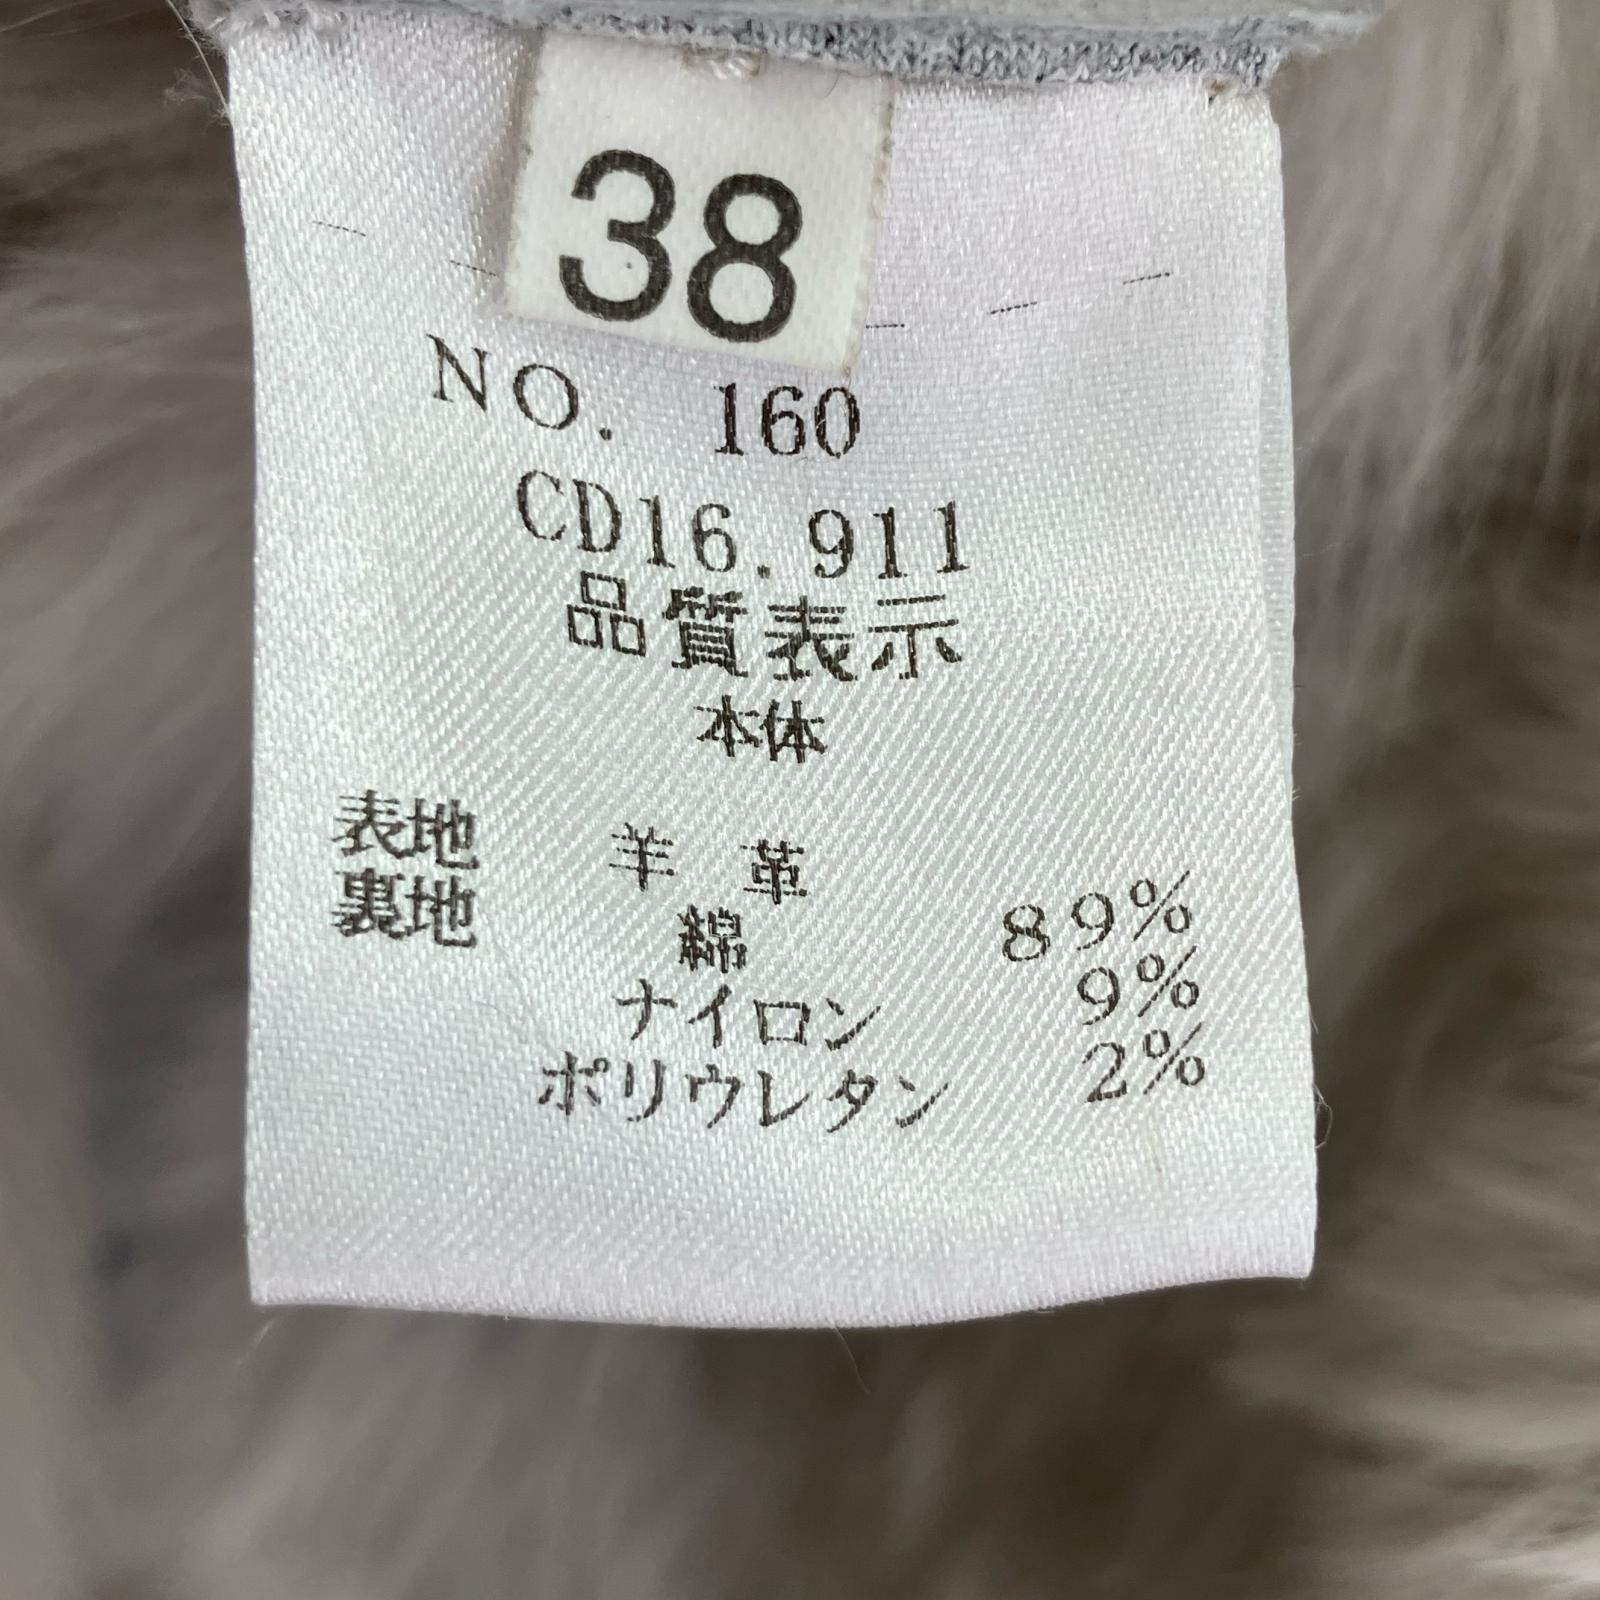 38
NO. 160
CD16.911
品質表示
本体
表地 羊 革
裏地 綿 89%
ナイロン 9%
ポリウレタン 2%